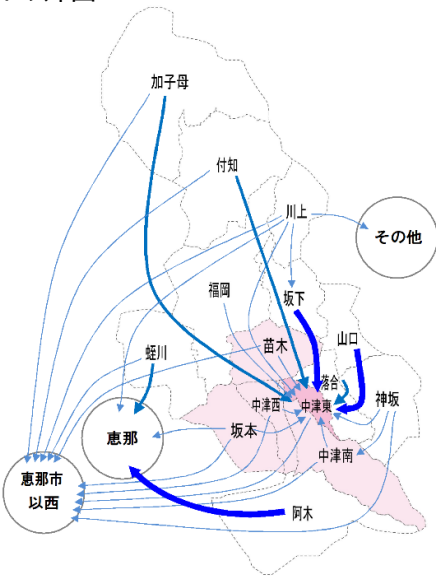 加子母
付知
川上
その他
福岡
坂下
苗木
山口
蛭川
落合
中津西
中津東
神坂
恵那
坂本
中津南
恵那市
以西
阿木